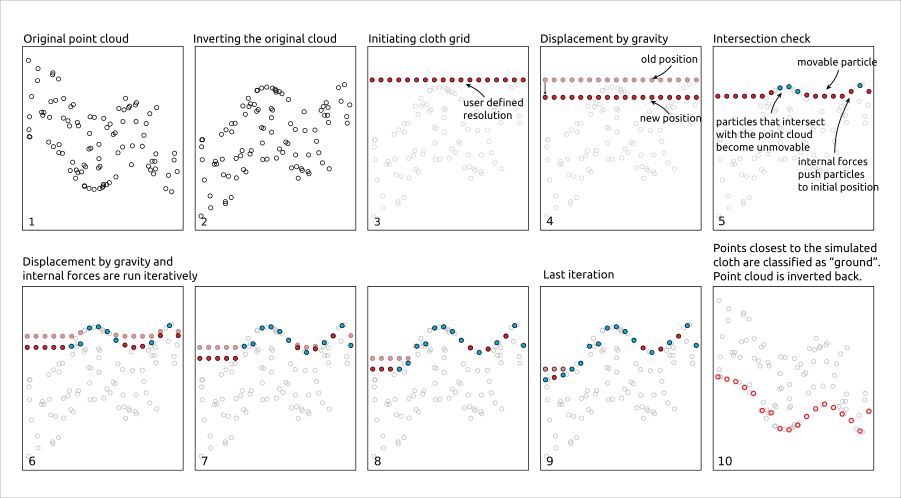 Original point cloud
Inverting the original cloud
Initiating cloth grid
Displacement by gravity
Intersection check
user defined
resolution
old position
new position
movable particle
particles that intersect
with the point cloud
become unmovable
internal forces
push particles
to initial position
1
2
3
4
5
Displacement by gravity and
internal forces are run iteratively
Last iteration
Points closest to the simulated
cloth are classified as “ground”.
Point cloud is inverted back.
6
7
8
9
10